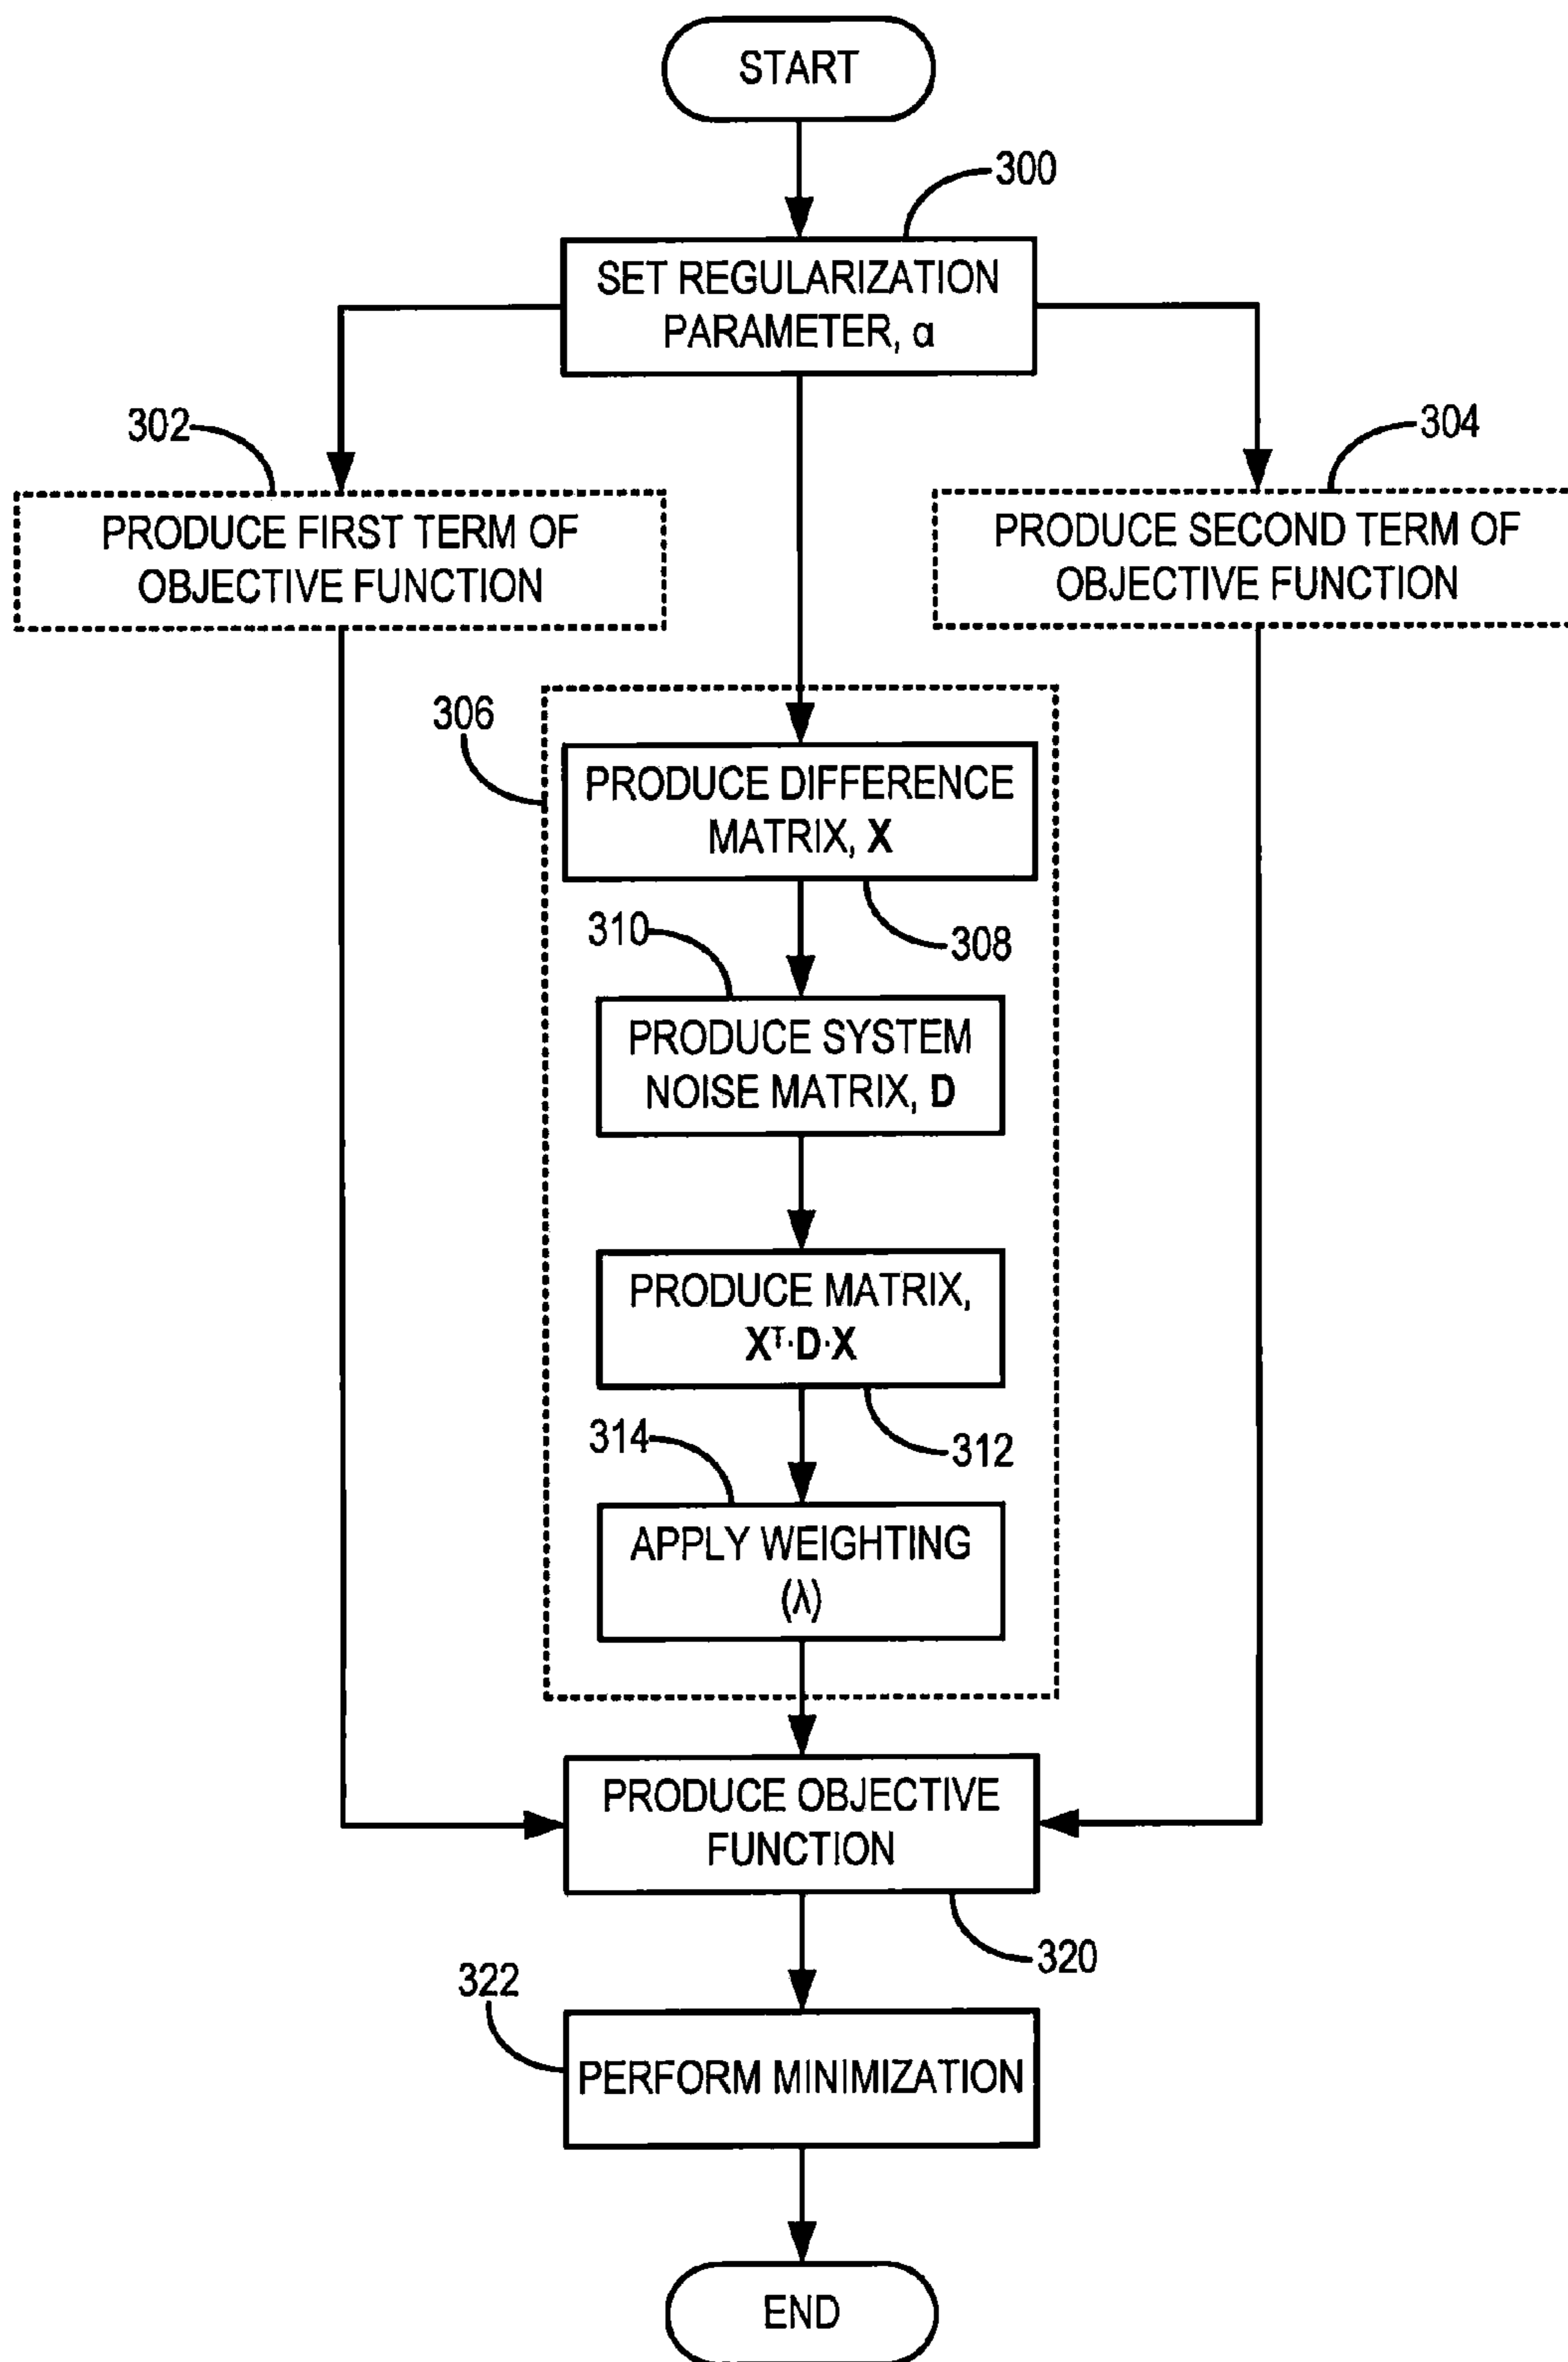 START
300
SET REGULARIZATION
PARAMETER, α
302
304
PRODUCE FIRST TERM OF
OBJECTIVE FUNCTION
PRODUCE SECOND TERM OF
OBJECTIVE FUNCTION
306
PRODUCE DIFFERENCE
MATRIX, X
308
310
PRODUCE SYSTEM
NOISE MATRIX, D
PRODUCE MATRIX,
Xᵀ·D·X
312
314
APPLY WEIGHTING
(λ)
PRODUCE OBJECTIVE
FUNCTION
320
322
PERFORM MINIMIZATION
END